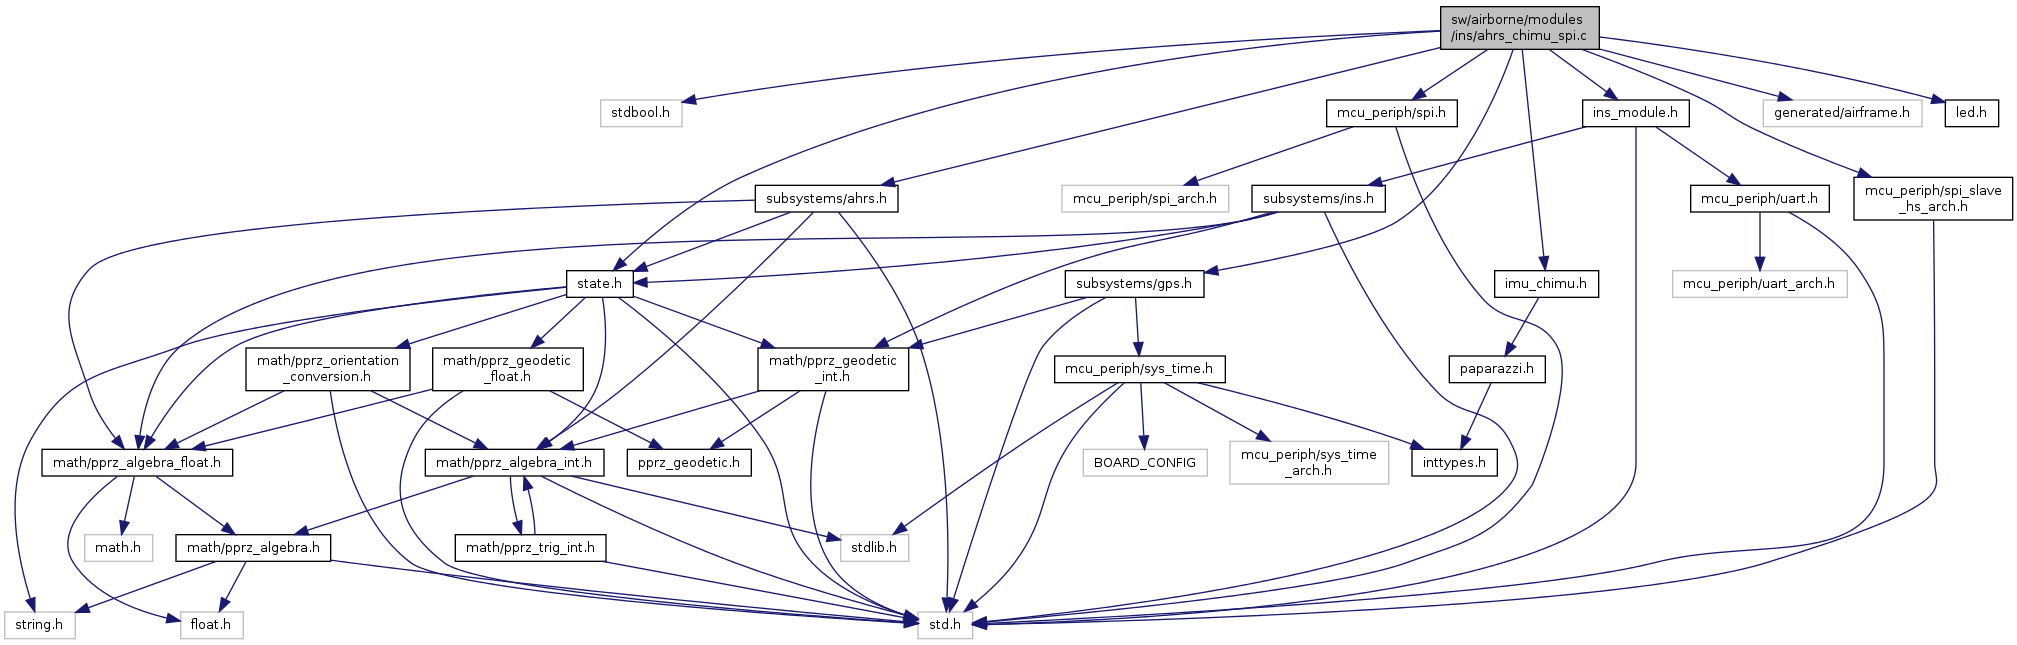 sw/airborne/modules
/ins/ahrs_chimu_spi.c
stdbool.h
mcu_periph/spi.h
ins_module.h
generated/airframe.h
led.h
mcu_periph/spi_arch.h
subsystems/ahrs.h
subsystems/ins.h
mcu_periph/uart.h
mcu_periph/spi_slave
_hs_arch.h
state.h
subsystems/gps.h
imu_chimu.h
mcu_periph/uart_arch.h
math/pprz_orientation
_conversion.h
math/pprz_geodetic
_float.h
math/pprz_geodetic
_int.h
mcu_periph/sys_time.h
paparazzi.h
math/pprz_algebra_float.h
math/pprz_algebra_int.h
pprz_geodetic.h
BOARD_CONFIG
mcu_periph/sys_time
_arch.h
inttypes.h
math.h
math/pprz_algebra.h
math/pprz_trig_int.h
stdlib.h
string.h
float.h
std.h